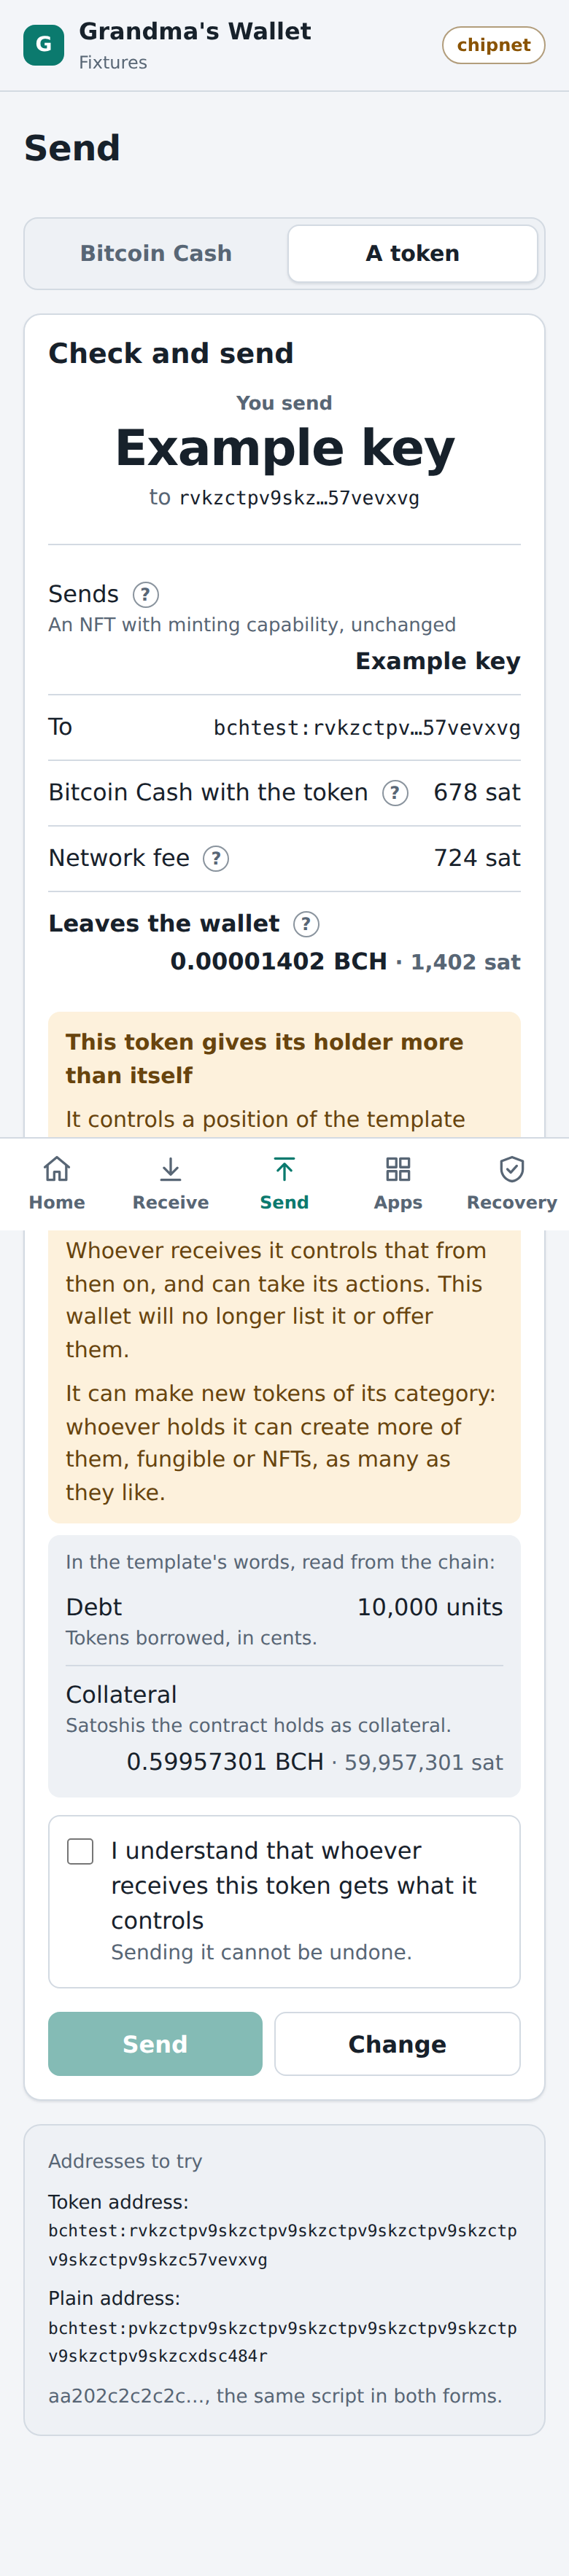 G
Grandma's Wallet
Fixtures
chipnet
Send
Bitcoin Cash
A token
Check and send
You send
Example key
to rvkzctpv9skz…57vevxvg
Sends ?
An NFT with minting capability, unchanged
Example key
To bchtest:rvkzctpv…57vevxvg
Bitcoin Cash with the token ? 678 sat
Network fee ? 724 sat
Leaves the wallet ?
0.00001402 BCH · 1,402 sat
This token gives its holder more
than itself
It controls a position of the template
Home
Receive
Send
Apps
Recovery
Whoever receives it controls that from
then on, and can take its actions. This
wallet will no longer list it or offer
them.
It can make new tokens of its category:
whoever holds it can create more of
them, fungible or NFTs, as many as
they like.
In the template's words, read from the chain:
Debt 10,000 units
Tokens borrowed, in cents.
Collateral
Satoshis the contract holds as collateral.
0.59957301 BCH · 59,957,301 sat
I understand that whoever
receives this token gets what it
controls
Sending it cannot be undone.
Send
Change
Addresses to try
Token address:
bchtest:rvkzctpv9skzctpv9skzctpv9skzctpv9skzctp
v9skzctpv9skzc57vevxvg
Plain address:
bchtest:pvkzctpv9skzctpv9skzctpv9skzctpv9skzctp
v9skzctpv9skzcxdsc484r
aa202c2c2c2c…, the same script in both forms.